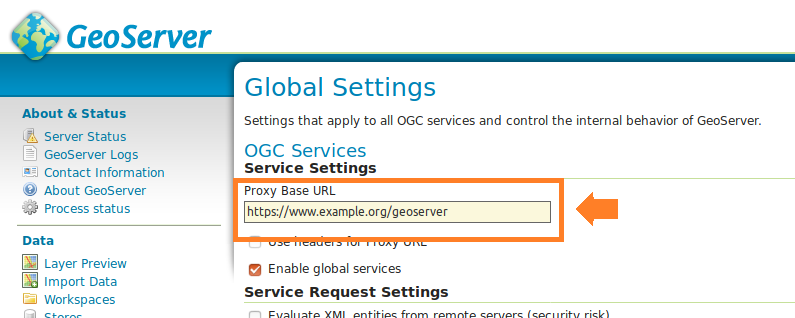 GeoServer
About & Status
Server Status
GeoServer Logs
Contact Information
About GeoServer
Process status
Data
Layer Preview
Import Data
Workspaces
Stores
Global Settings
Settings that apply to all OGC services and control the internal behavior of GeoServer.
OGC Services
Service Settings
Proxy Base URL
https://www.example.org/geoserver
Use headers for Proxy URL
Enable global services
Service Request Settings
Evaluate XML entities from remote servers (security risk)